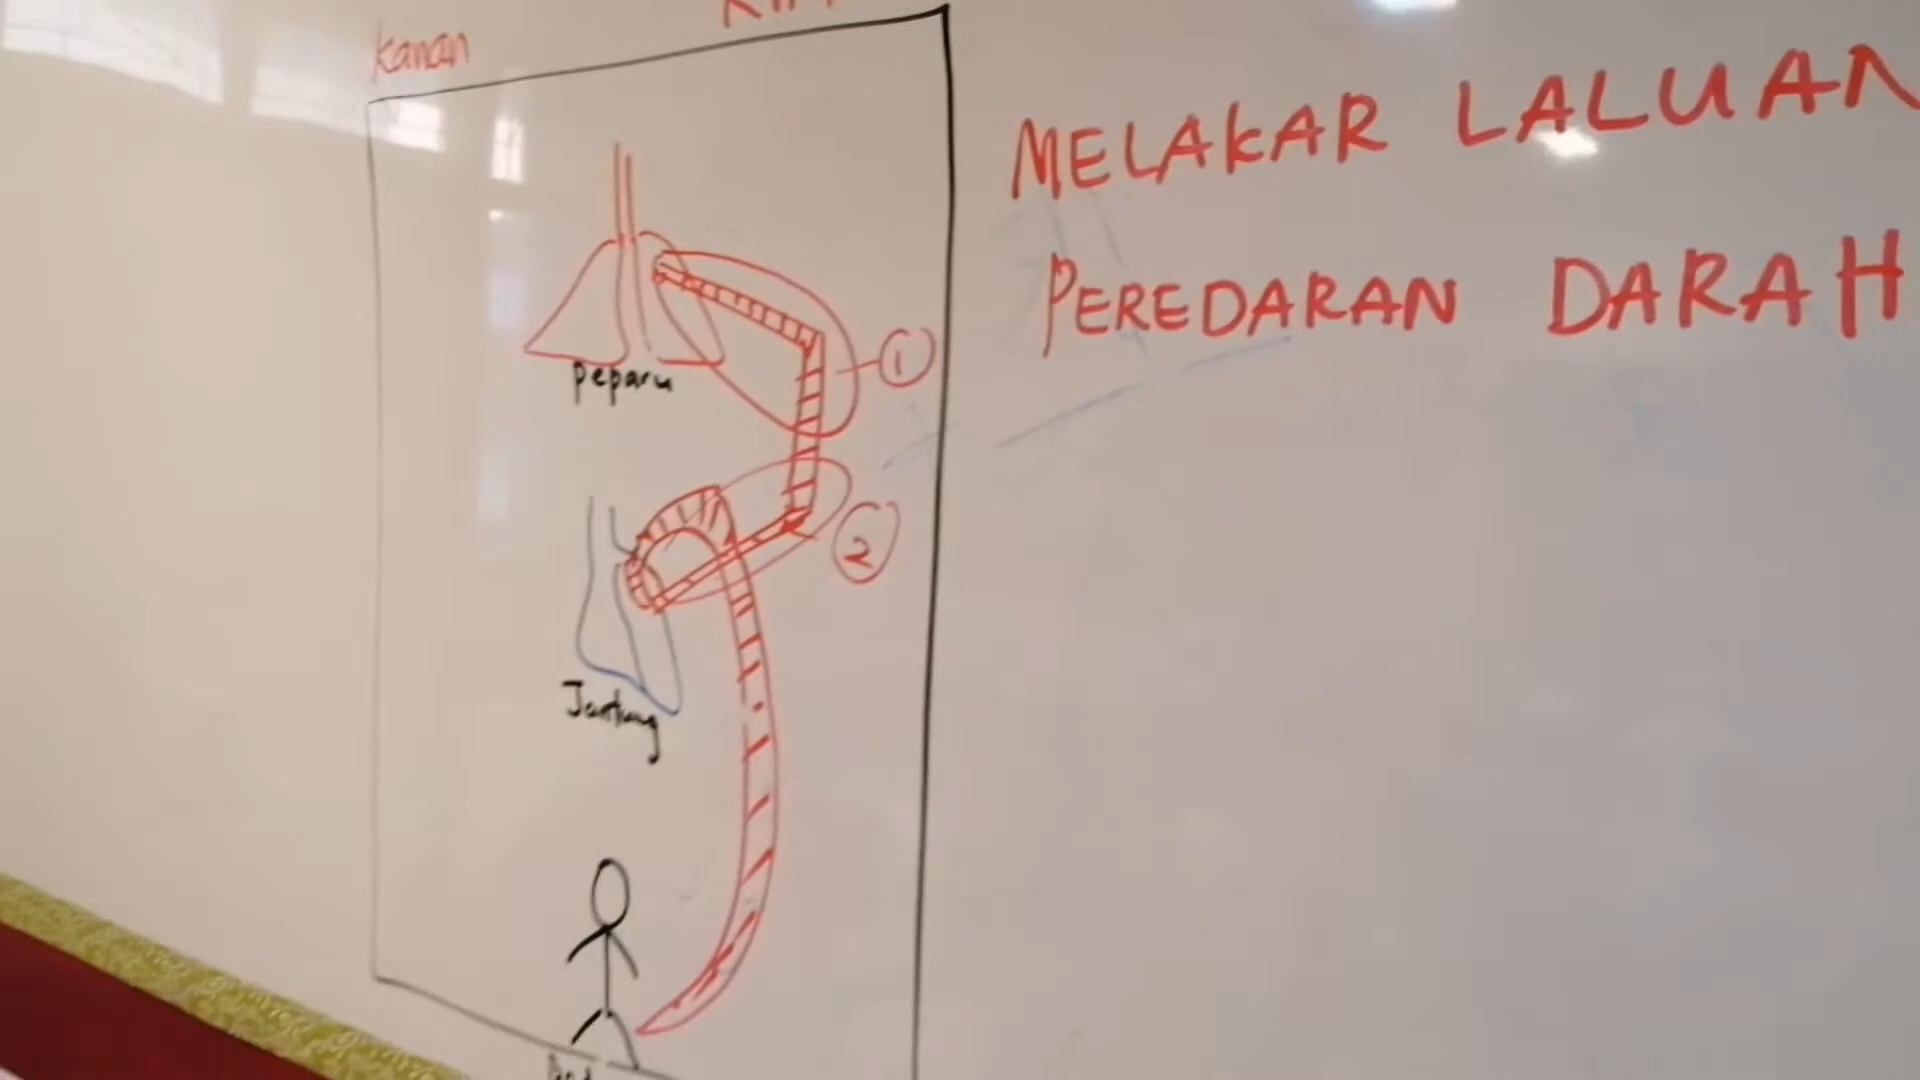 kanan
MELAKAR LALUAN
PEREDARAN DARAH
1
peparu
2
Jantung